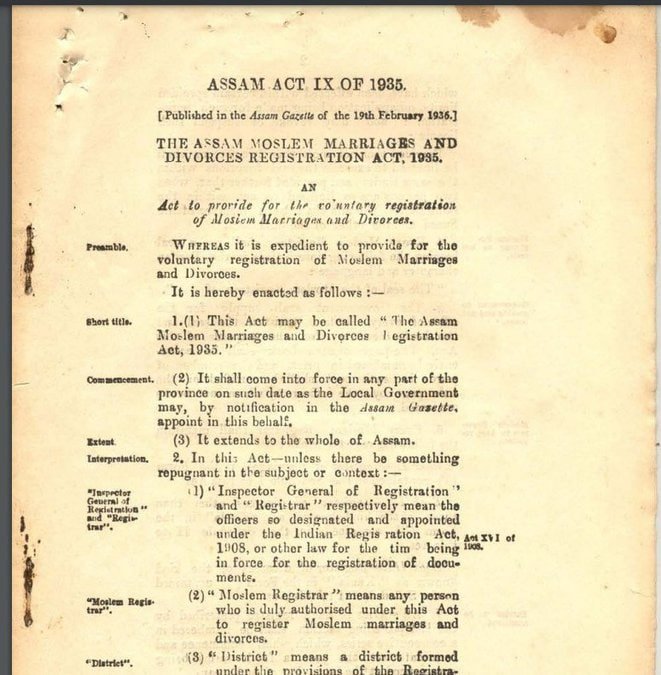 ASSAM ACT IX OF 1935.
[Published in the Assam Gazette of the 19th February 1936.]
THE ASSAM MOSLEM MARRIAGES AND
DIVORCES REGISTRATION ACT, 1935.
AN
Act to provide for the voluntary registration
of Moslem Marriages and Divorces.
Preamble. WHEREAS it is expedient to provide for the
voluntary registration of Moslem Marriages
and Divorces.
It is hereby enacted as follows :—
Short title. 1.(1) This Act may be called “ The Assam
Moslem Marriages and Divorces Registration
Act, 1935. ”
Commencement. (2) It shall come into force in any part of the
province on such date as the Local Government
may, by notification in the Assam Gazette,
appoint in this behalf.
Extent. (3) It extends to the whole of Assam.
Interpretation. 2. In this Act—unless there be something
repugnant in the subject or context :—
"Inspector
General of
Registration"
and "Regis-
trar".
(1) “ Inspector General of Registration ”
and “ Registrar ” respectively mean the
officers so designated and appointed
under the Indian Registration Act,
1908, or other law for the time being
in force for the registration of docu-
ments.
Act XVI of
1908.
"Moslem Regis-
trar".
(2) “ Moslem Registrar ” means any person
who is duly authorised under this Act
to register Moslem marriages and
divorces.
"District". (3) “ District ” means a district formed
under the provisions of the Registra-